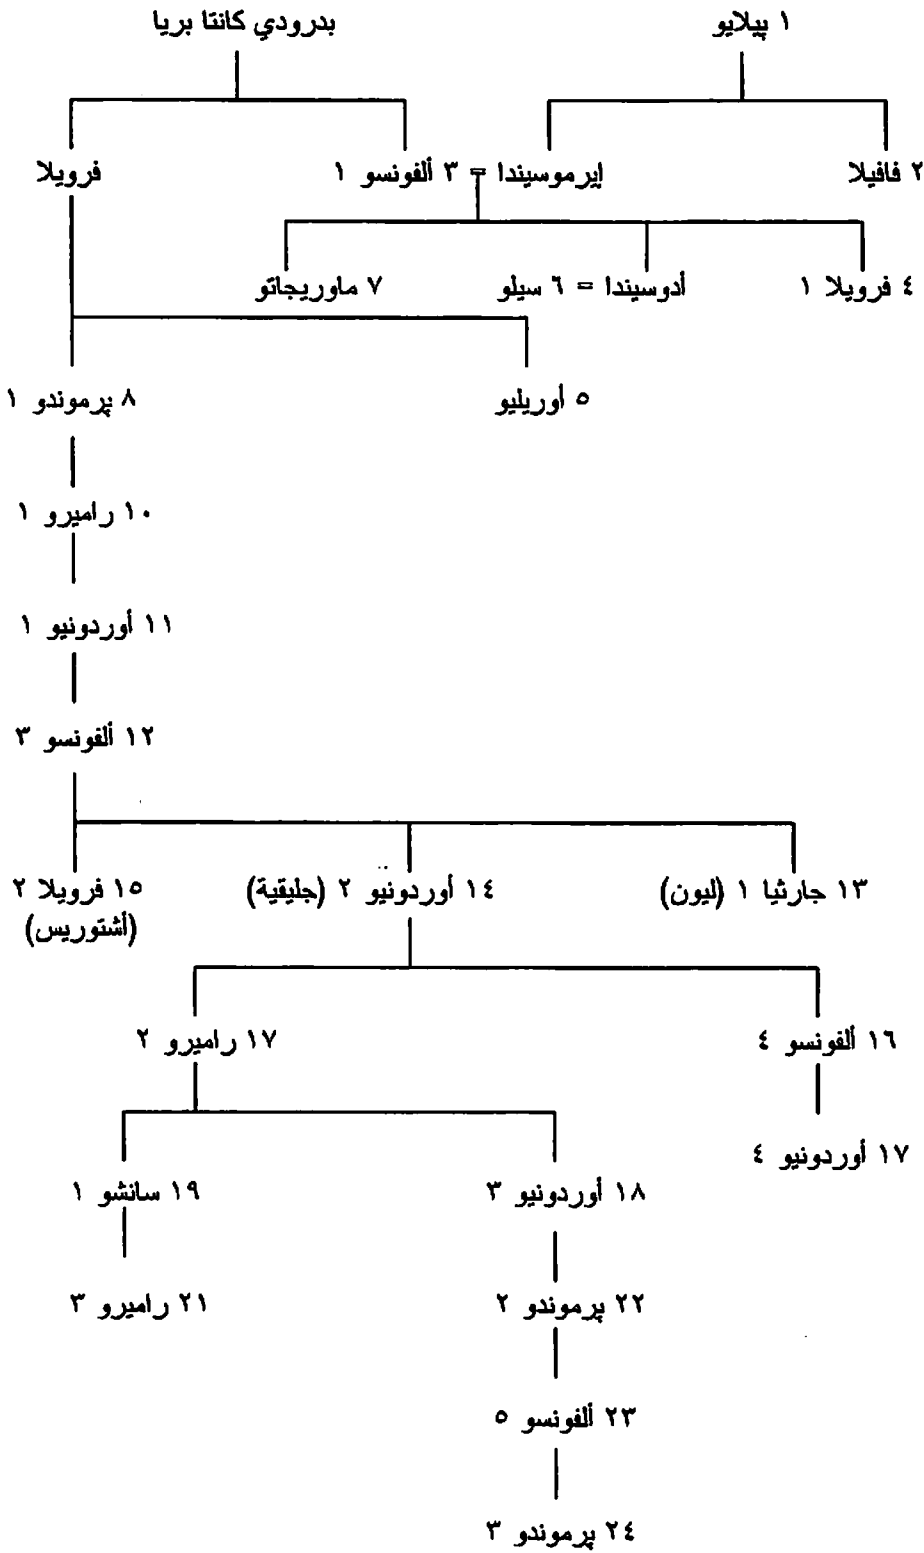 ١ پيلايو
بدرودي كانتا بريا
٢ فافيلا
إيرموسيندا = ٣ ألفونسو ١
فرويلا
٤ فرويلا ١
أدوسيندا = ٦ سيلو
٧ ماوريجاتو
٥ أوريليو
٨ برموندو ١
١٠ راميرو ١
١١ أوردونيو ١
١٢ ألفونسو ٣
١٣ جارثيا ١ (ليون)
١٤ أوردونيو ٢ (جليقية)
١٥ فرويلا ٢
(أشتوريس)
١٦ ألفونسو ٤
١٧ راميرو ٢
١٧ أوردونيو ٤
١٨ أوردونيو ٣
١٩ سانشو ١
٢٢ پرموندو ٢
٢١ راميرو ٣
٢٣ ألفونسو ٥
٢٤ پرموندو ٣